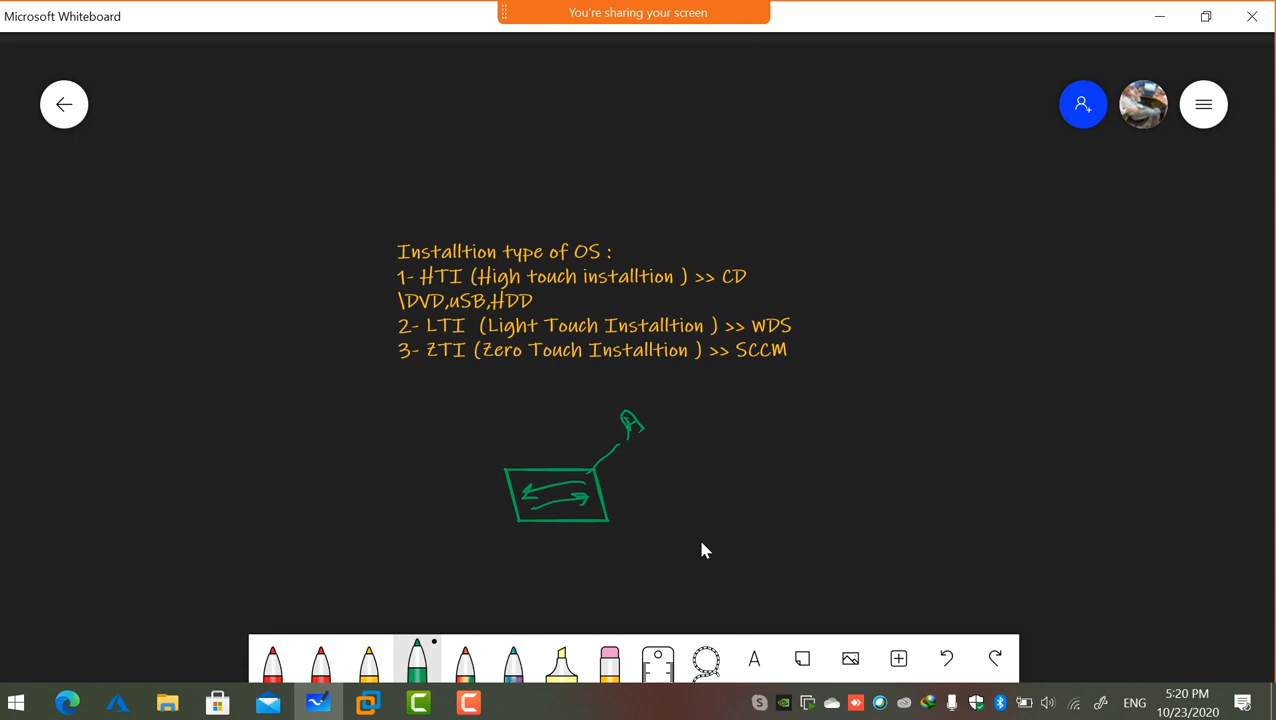 You're sharing your screen
Microsoft Whiteboard
Installtion type of OS :
1- HTI (High touch installtion ) >> CD
\DVD,uSB,HDD
2- LTI (Light Touch Installtion ) >> WDS
3- ZTI (Zero Touch Installtion ) >> SCCM
A
A
C
C
ENG
5:20 PM
10/23/2020